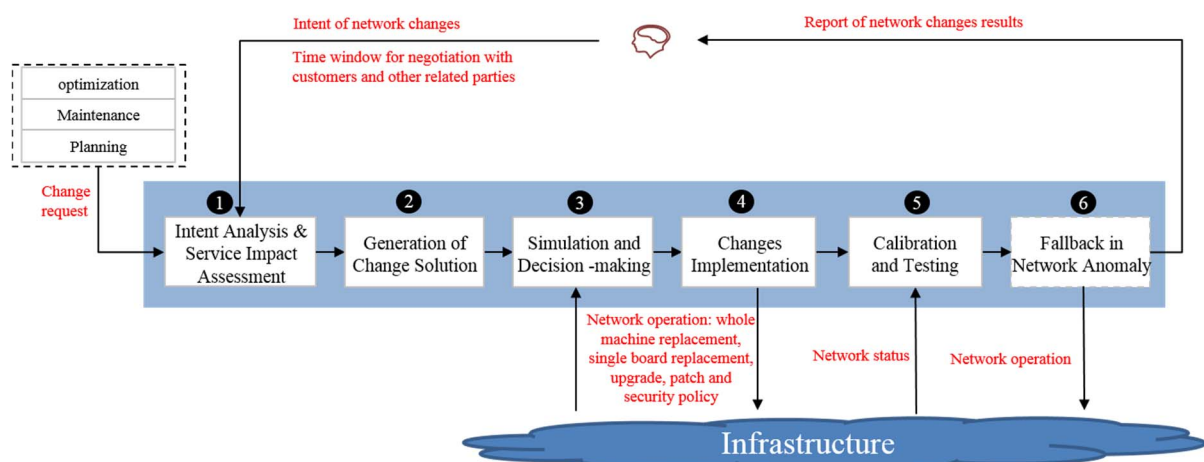 Intent of network changes
Report of network changes results
Time window for negotiation with
customers and other related parties
optimization
Maintenance
Planning
Change
request
1
Intent Analysis &
Service Impact
Assessment
2
Generation of
Change Solution
3
Simulation and
Decision -making
4
Changes
Implementation
5
Calibration
and Testing
6
Fallback in
Network Anomaly
Network operation: whole
machine replacement,
single board replacement,
upgrade, patch and
security policy
Network status
Network operation
Infrastructure